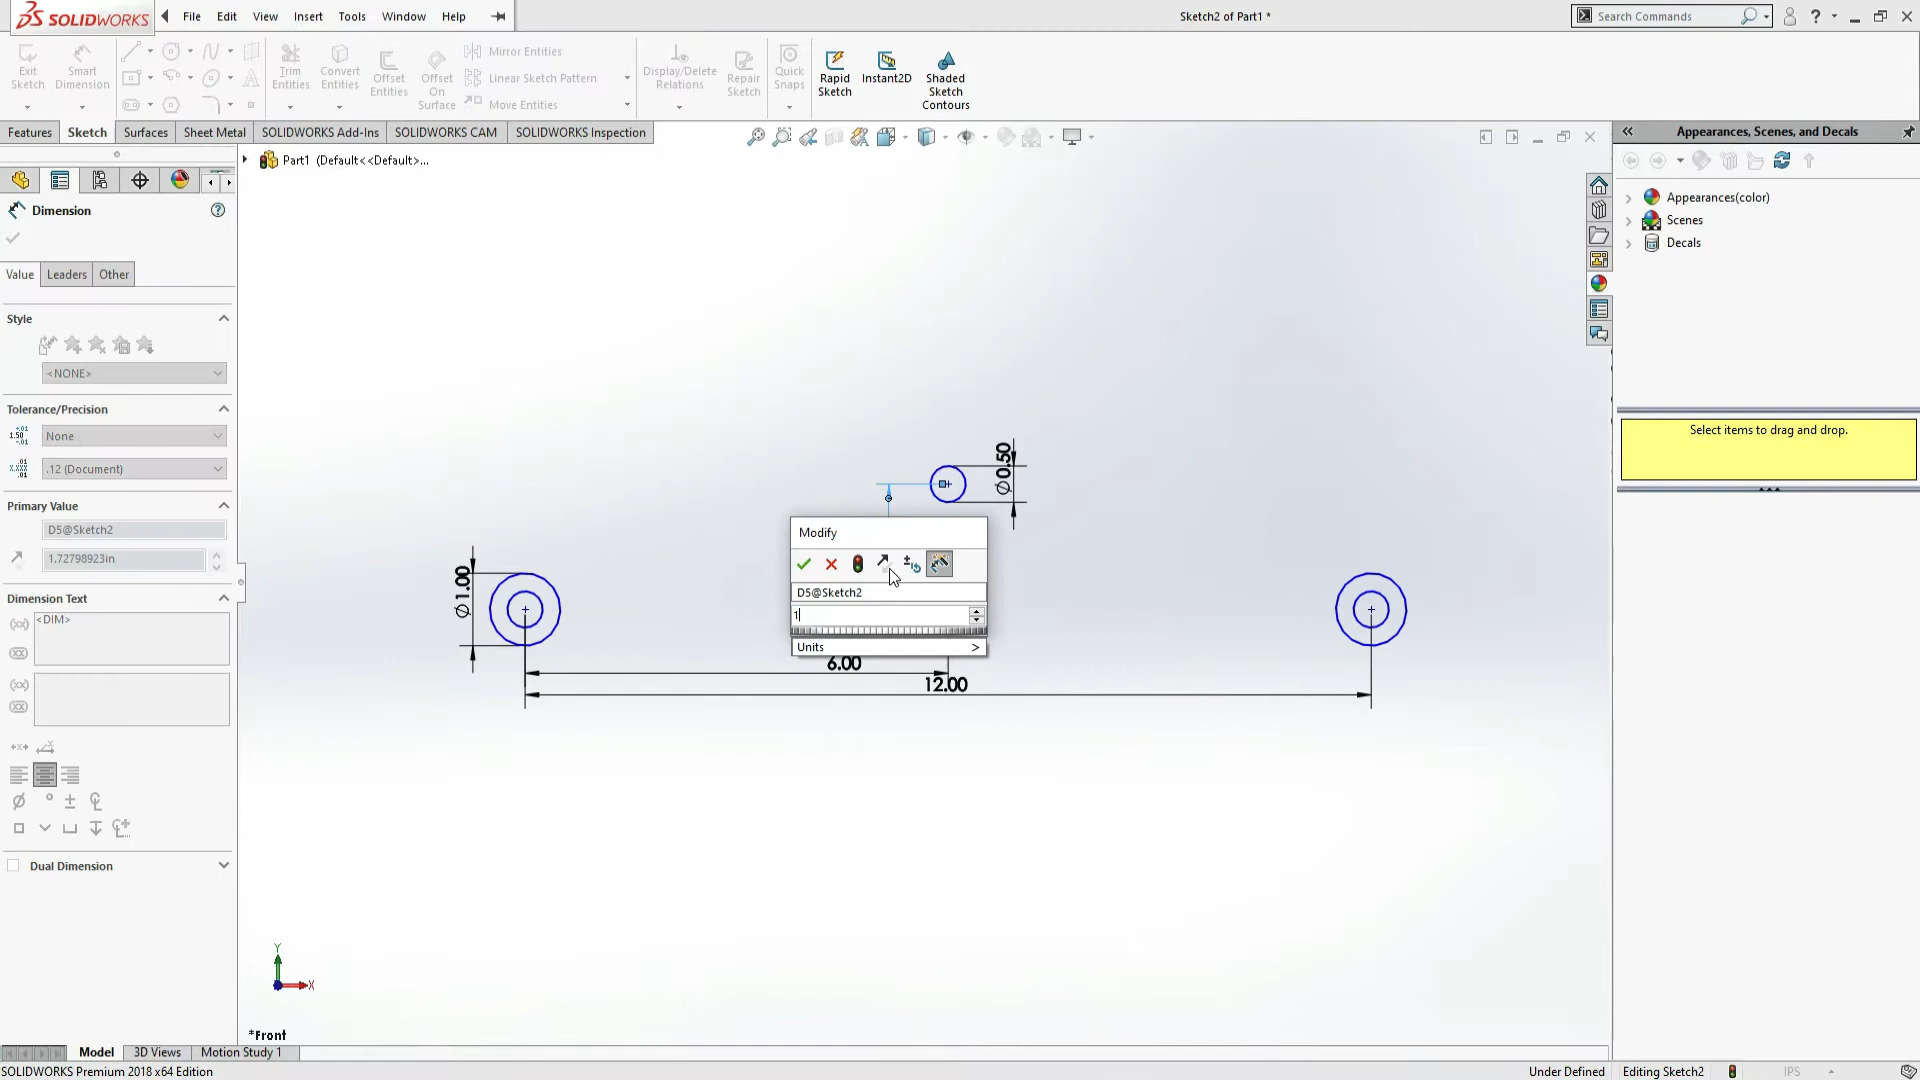 SOLIDWORKS
File Edit View Insert Tools Window Help
Sketch2 of Part1 *
Search Commands
?
Exit Sketch
Smart Dimension
Trim Entities
Convert Entities
Offset Entities
Offset On Surface
Mirror Entities
Linear Sketch Pattern
Move Entities
Display/Delete Relations
Repair Sketch
Quick Snaps
Rapid Sketch
Instant2D
Shaded Sketch Contours
Features Sketch Surfaces Sheet Metal SOLIDWORKS Add-Ins SOLIDWORKS CAM SOLIDWORKS Inspection
Appearances, Scenes, and Decals
Part1 (Default<<Default>...
Appearances(color)
Scenes
Decals
Select items to drag and drop.
Dimension
Value Leaders Other
Style
<NONE>
Tolerance/Precision
None
.12 (Document)
Primary Value
D5@Sketch2
1.72798923in
Dimension Text
<DIM>
Dual Dimension
∅0.50
∅1.00
Modify
D5@Sketch2
1
Units >
6.00
12.00
Y
X
*Front
Model 3D Views Motion Study 1
SOLIDWORKS Premium 2018 x64 Edition
Under Defined Editing Sketch2 IPS